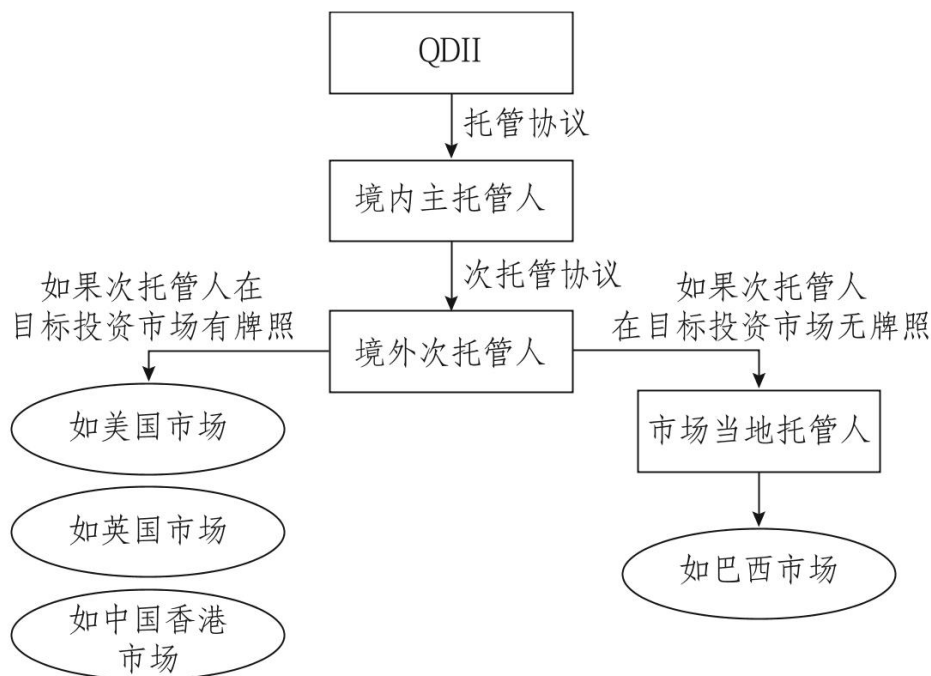 QDII
托管协议
境内主托管人
次托管协议
如果次托管人在
目标投资市场有牌照
如果次托管人
在目标投资市场无牌照
境外次托管人
如美国市场
市场当地托管人
如英国市场
如巴西市场
如中国香港
市场